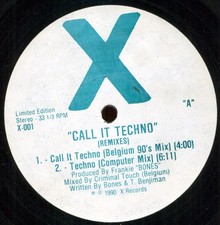 X
Limited Edition
Stereo - 33 1/3 RPM
X-001
"A"
"CALL IT TECHNO"
(REMIXES)
1. - Call It Techno (Belgium 90's Mix) (4:00)
2. - Techno (Computer Mix) (6:11)
Produced By Frankie "BONES"
Mixed By Criminal Touch (Belgium)
Written By Bones & T. Benjiman
℗ © 1990 X Records